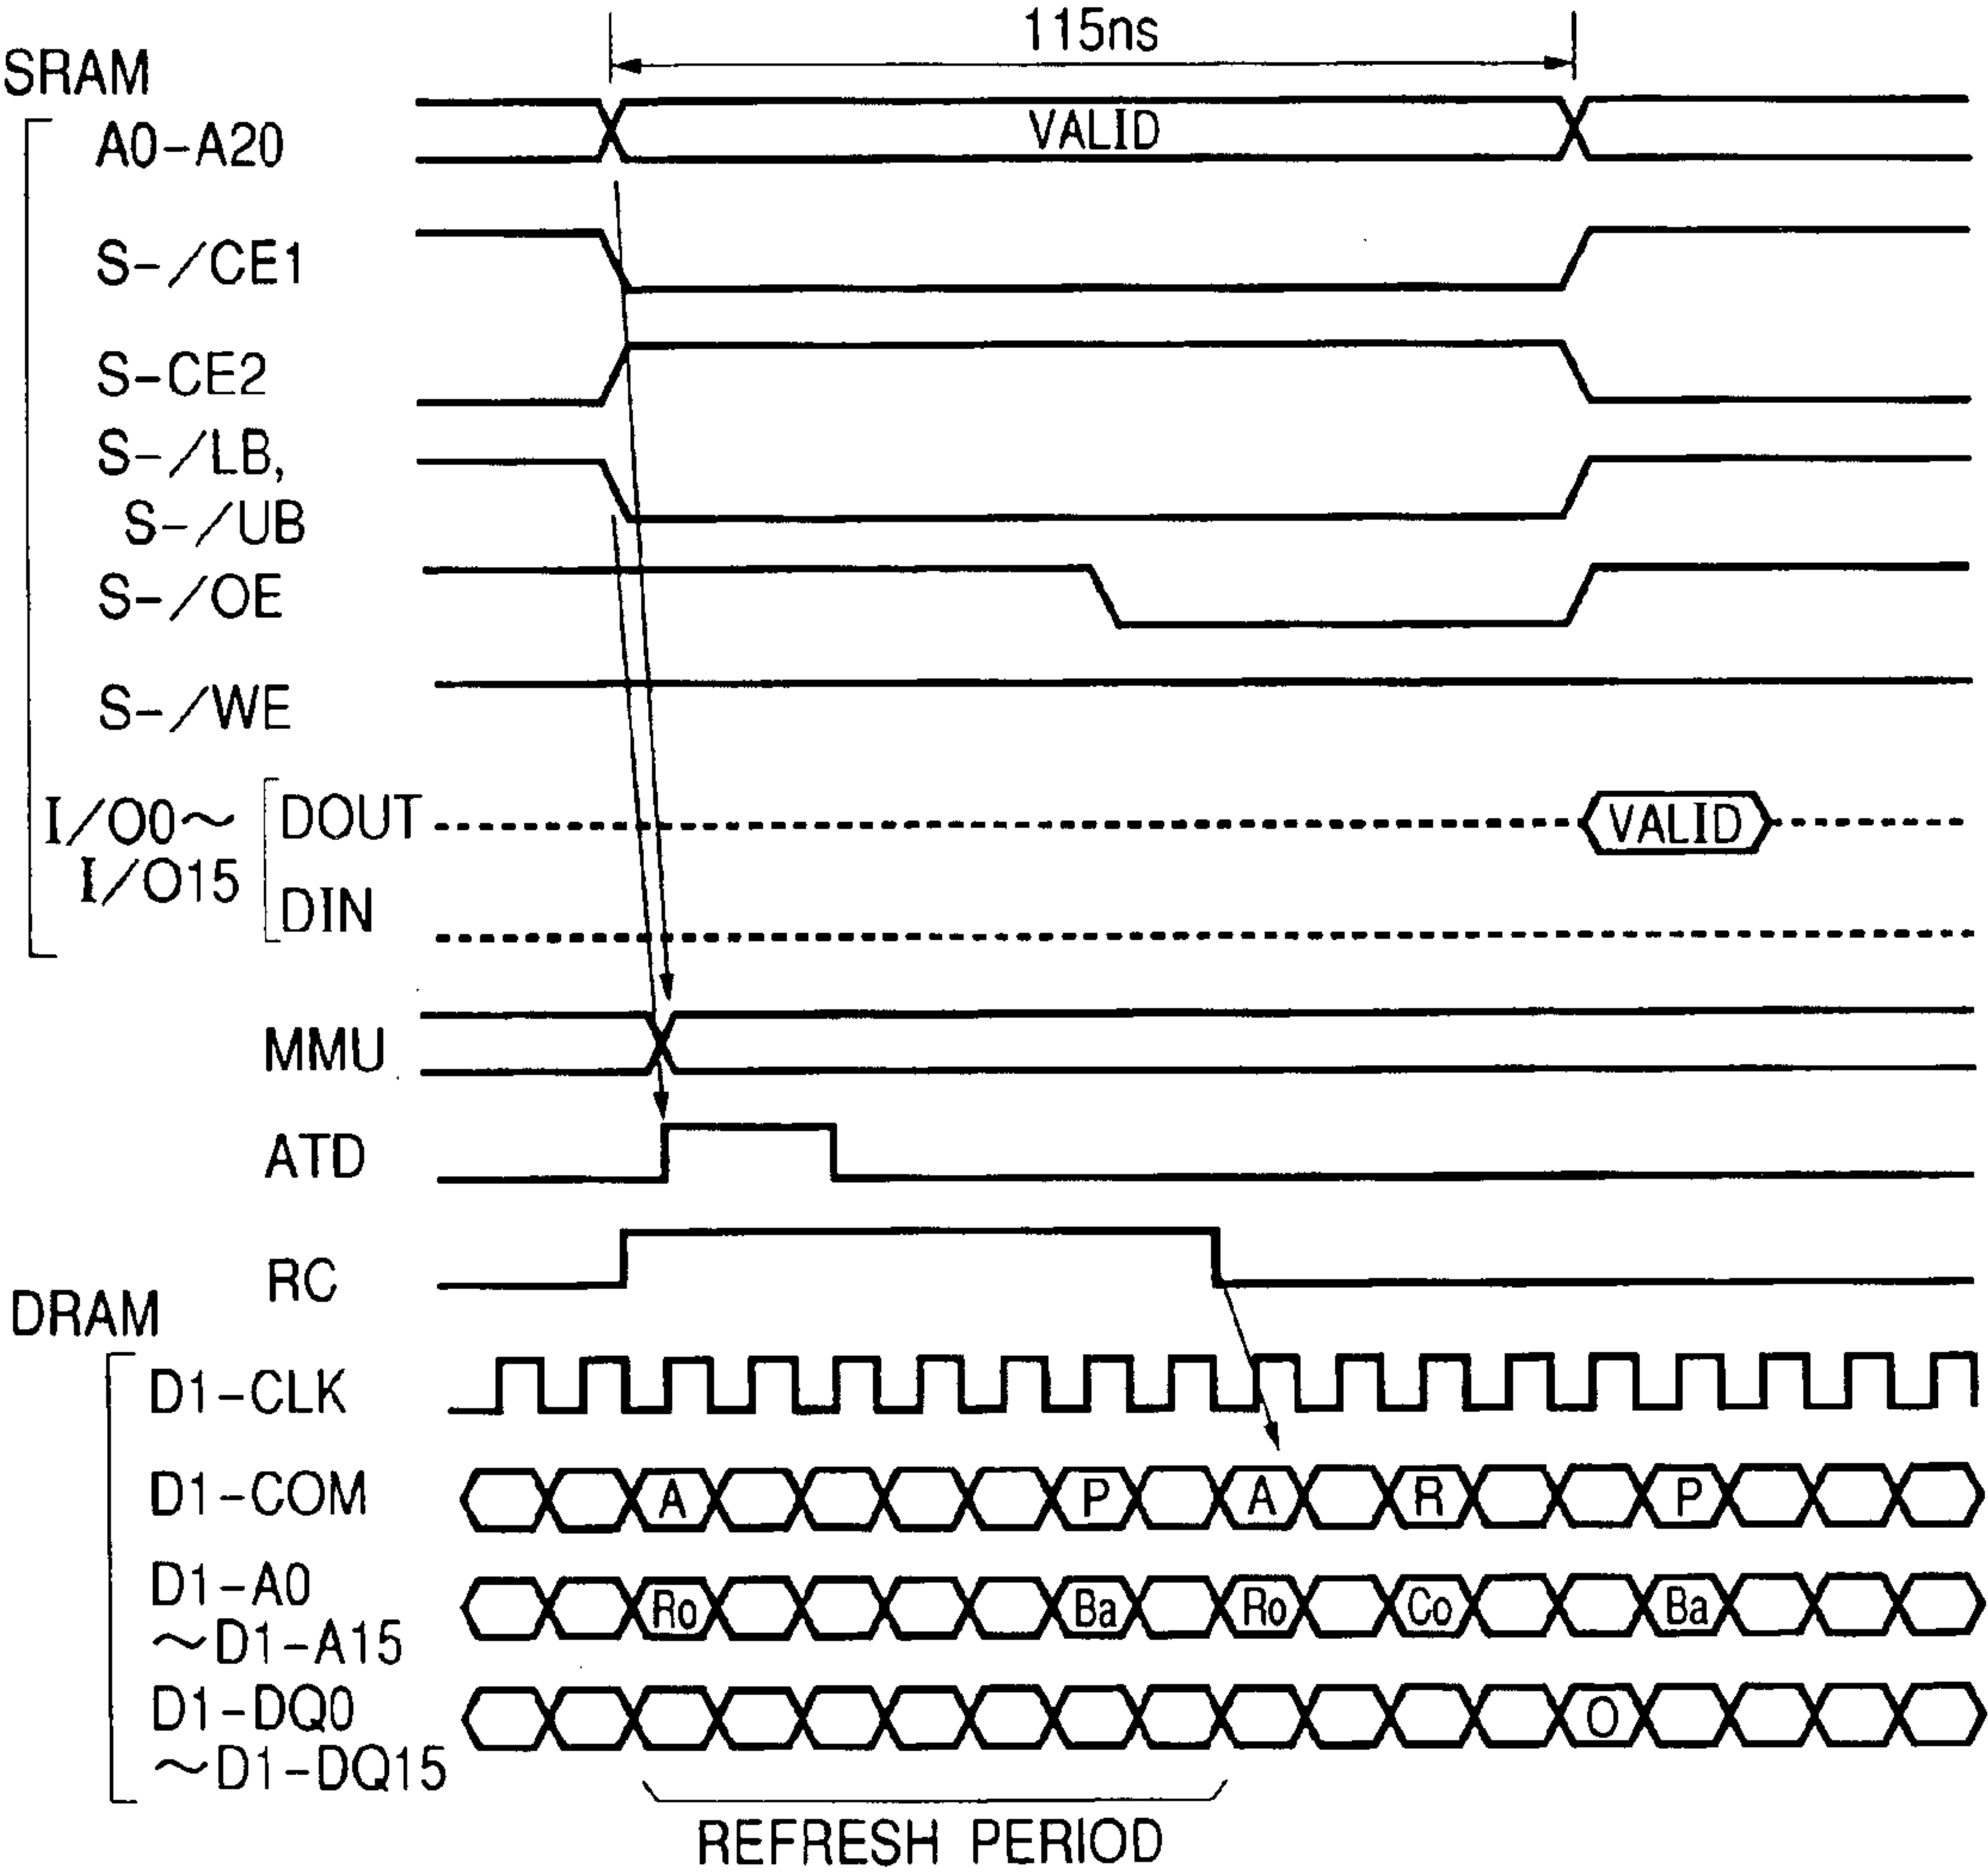 115ns
SRAM
A0-A20
VALID
S-/CE1
S-CE2
S-/LB,
S-/UB
S-/OE
S-/WE
I/O0~
I/O15
DOUT
VALID
DIN
MMU
ATD
RC
DRAM
D1-CLK
D1-COM
A P A R P
D1-A0
~D1-A15
Ro Ba Ro Co Ba
D1-DQ0
~D1-DQ15
O
REFRESH PERIOD